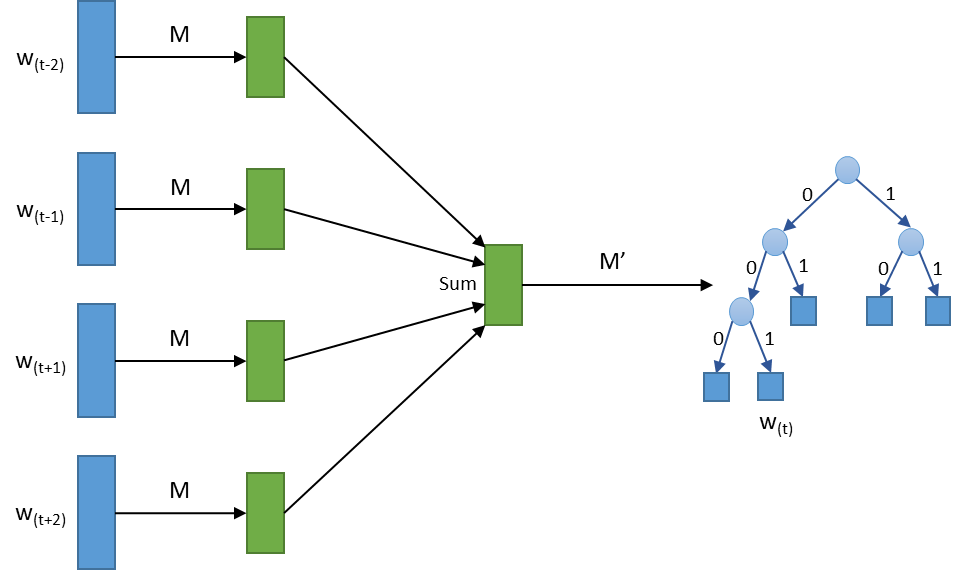 w(t-2)
M
w(t-1)
M
w(t+1)
M
w(t+2)
M
Sum
M’
0 1
0 1 0 1
0 1
w(t)